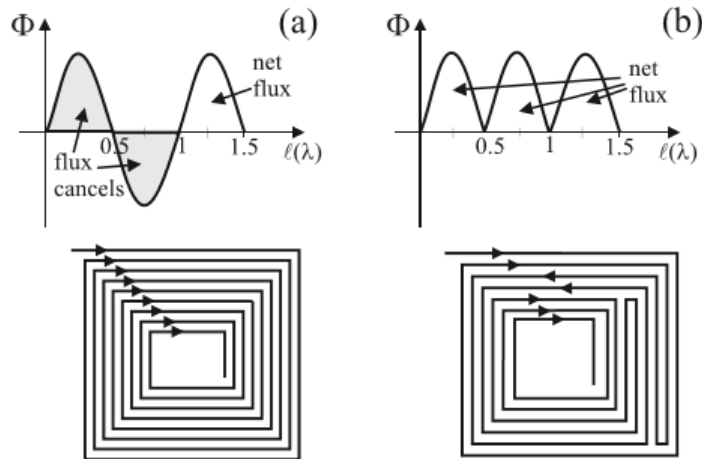 Φ
(a)
net
flux
flux
cancels
0.5
1
1.5
ℓ(λ)
Φ
(b)
net
flux
0.5
1
1.5
ℓ(λ)